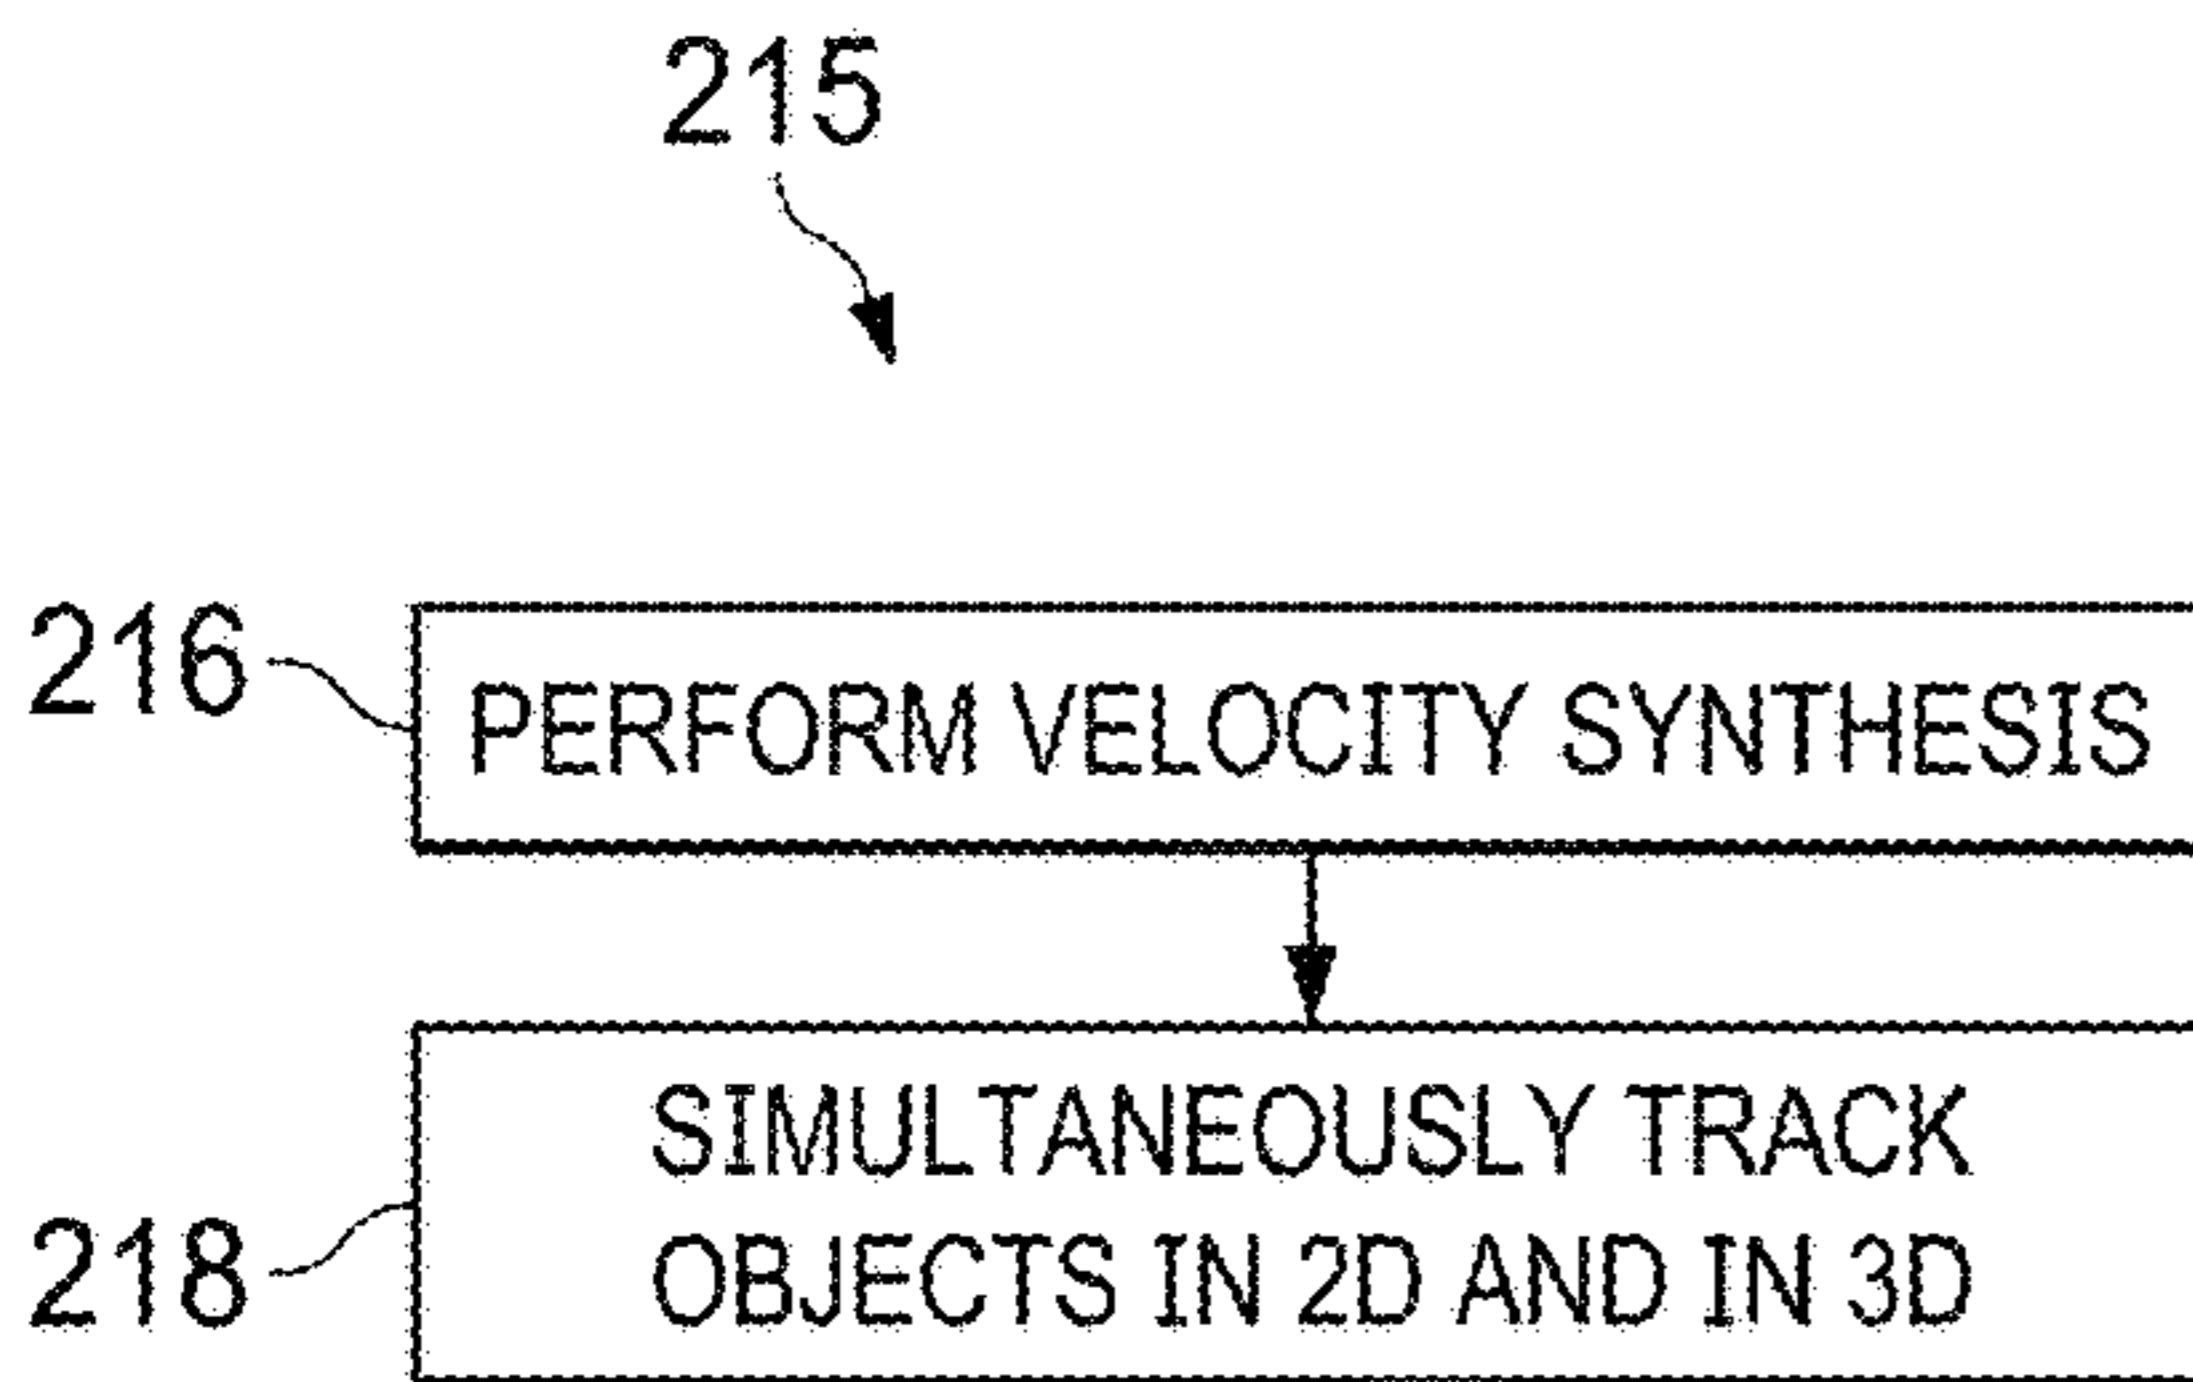 215
216
PERFORM VELOCITY SYNTHESIS
218
SIMULTANEOUSLY TRACK
OBJECTS IN 2D AND IN 3D